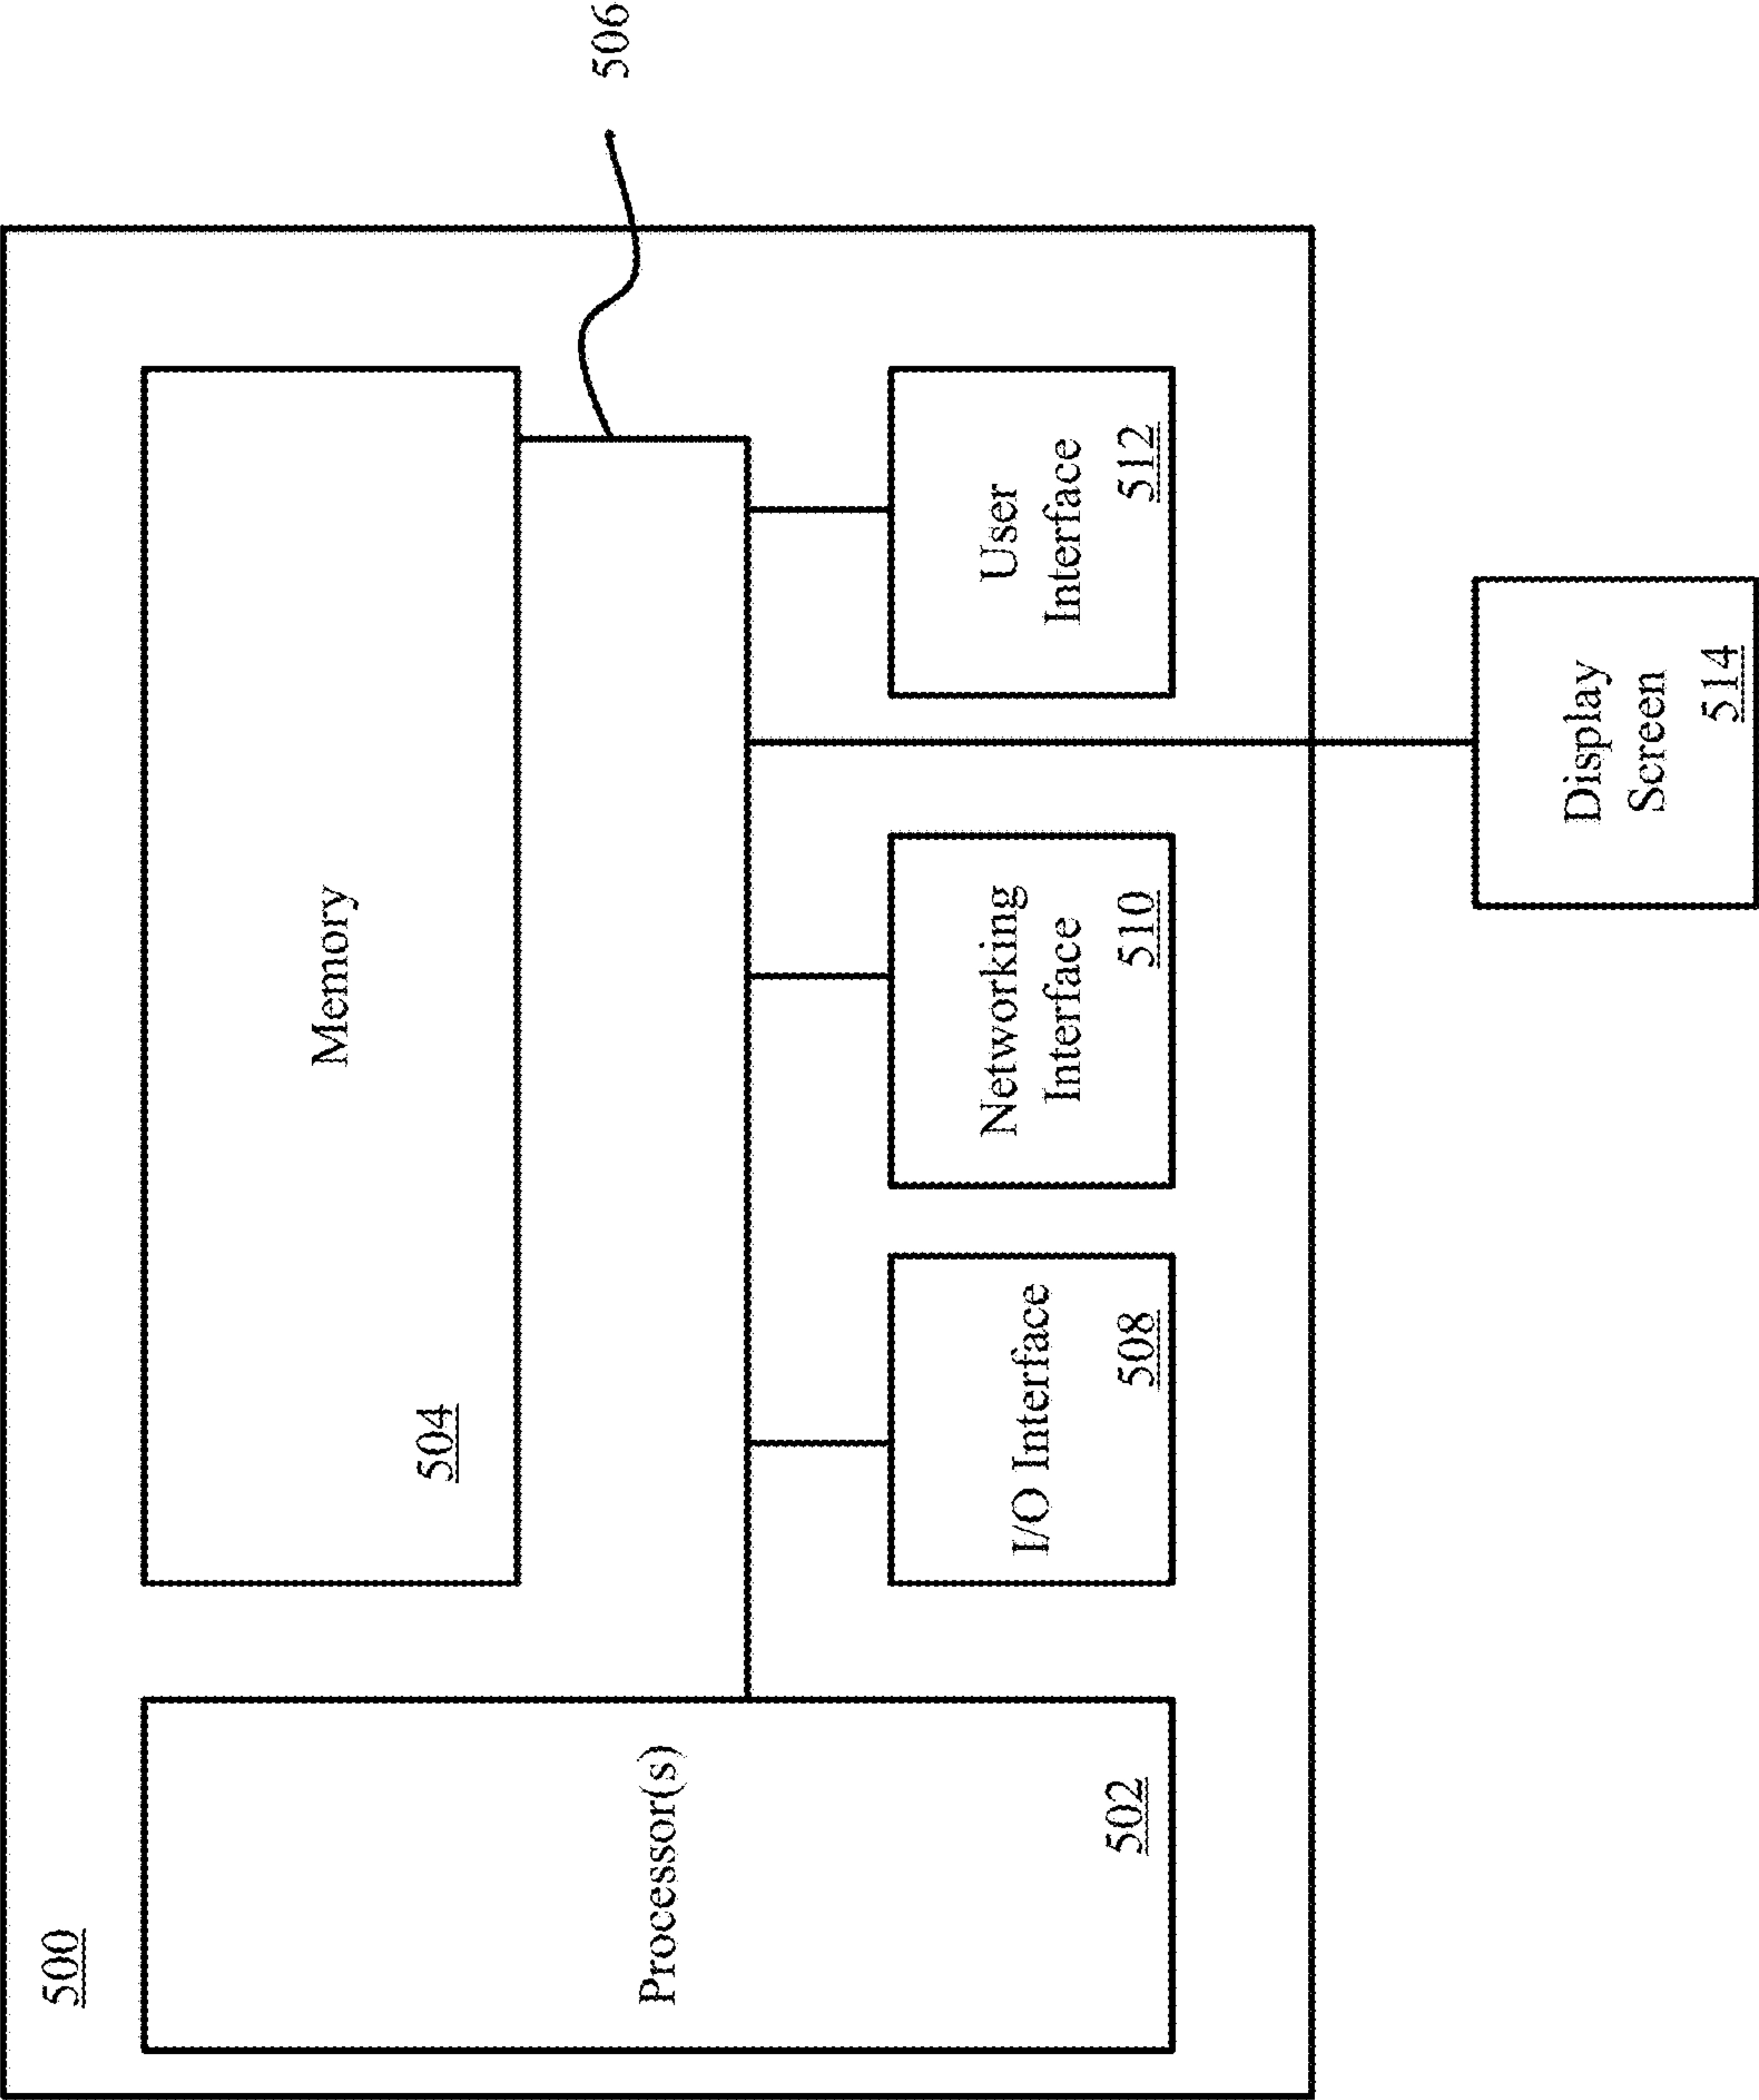 500
Memory
504
506
Processor(s)
502
I/O Interface
508
Networking
Interface
510
User
Interface
512
Display
Screen
514